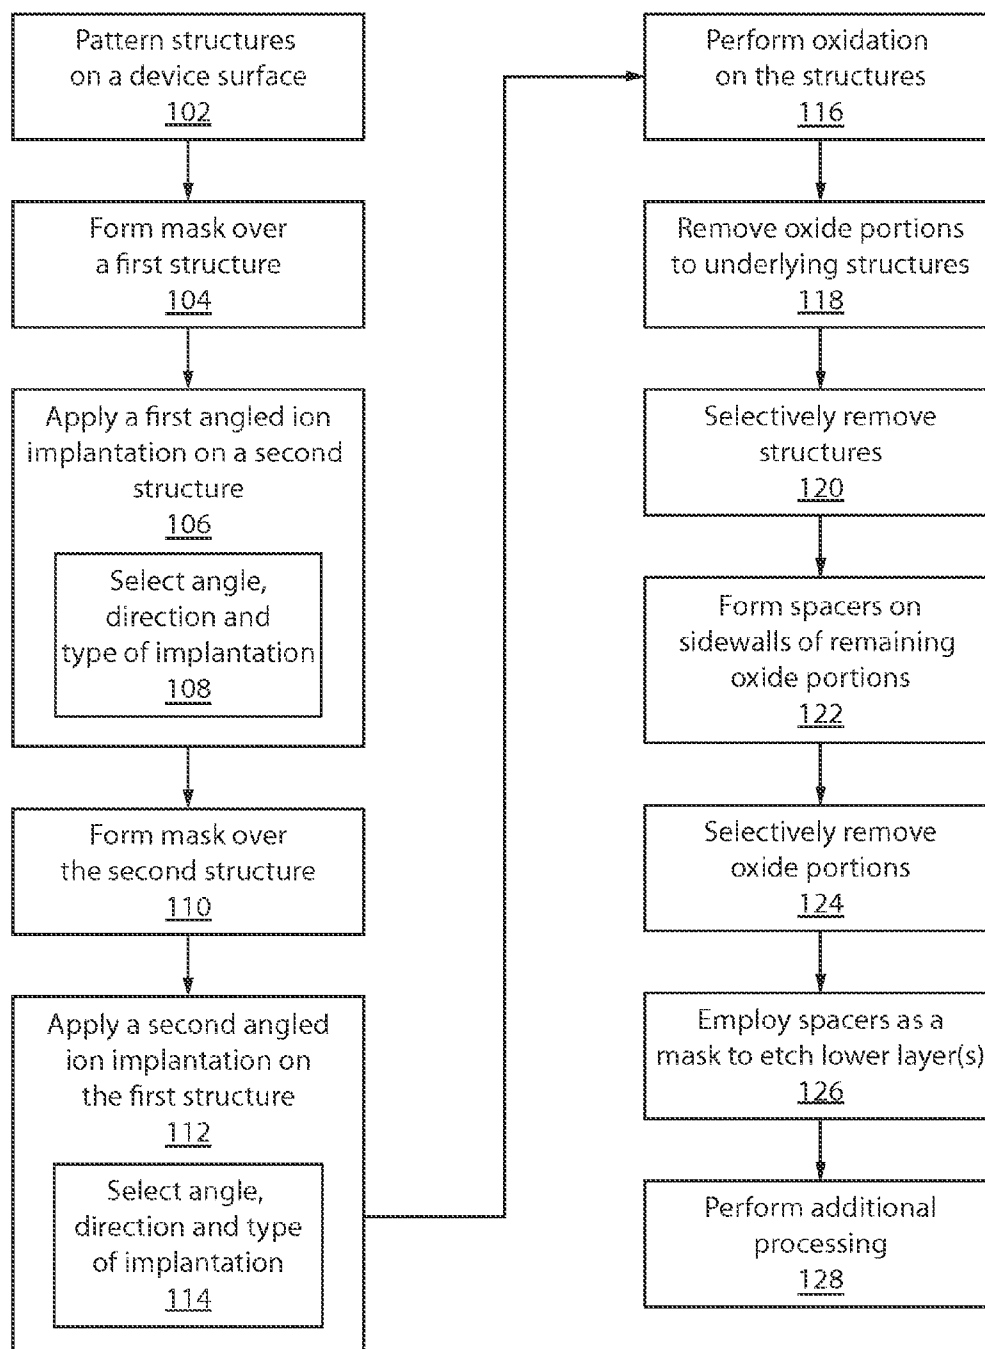 Pattern structures
on a device surface
102
Form mask over
a first structure
104
Apply a first angled ion
implantation on a second
structure
106
Select angle,
direction and
type of implantation
108
Form mask over
the second structure
110
Apply a second angled
ion implantation on
the first structure
112
Select angle,
direction and type
of implantation
114
Perform oxidation
on the structures
116
Remove oxide portions
to underlying structures
118
Selectively remove
structures
120
Form spacers on
sidewalls of remaining
oxide portions
122
Selectively remove
oxide portions
124
Employ spacers as a
mask to etch lower layer(s)
126
Perform additional
processing
128